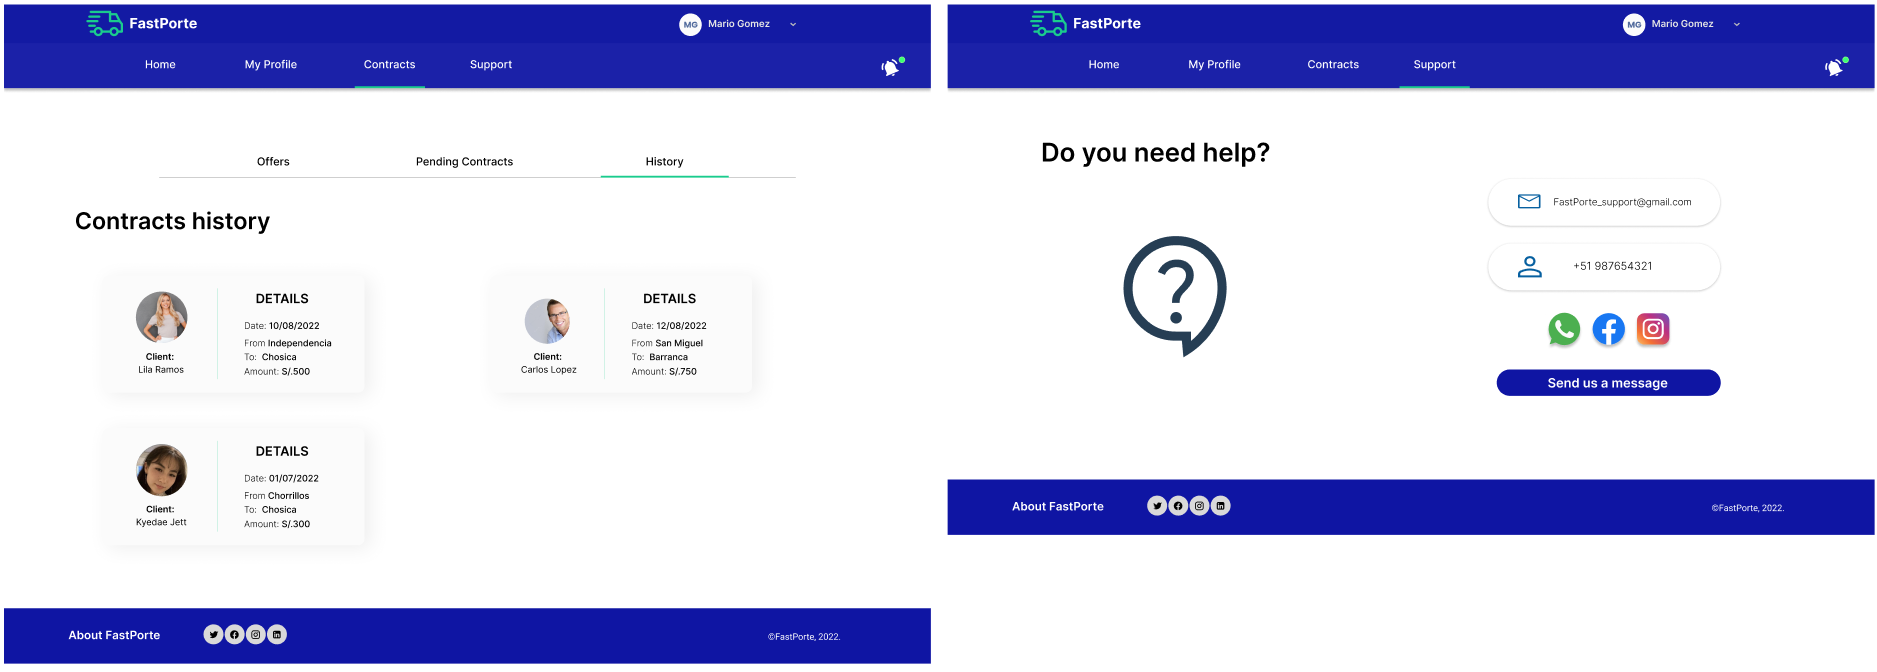 FastPorte
MG Mario Gomez
Home My Profile Contracts Support
Offers Pending Contracts History
Contracts history
DETAILS
Date: 10/08/2022
From Independencia
To: Chosica
Amount: S/.500
Client:
Lila Ramos
DETAILS
Date: 12/08/2022
From San Miguel
To: Barranca
Amount: S/.750
Client:
Carlos Lopez
DETAILS
Date: 01/07/2022
From Chorrillos
To: Chosica
Amount: S/.300
Client:
Kyedae Jett
About FastPorte
©FastPorte, 2022.
FastPorte
MG Mario Gomez
Home My Profile Contracts Support
Do you need help?
FastPorte_support@gmail.com
+51 987654321
Send us a message
About FastPorte
©FastPorte, 2022.